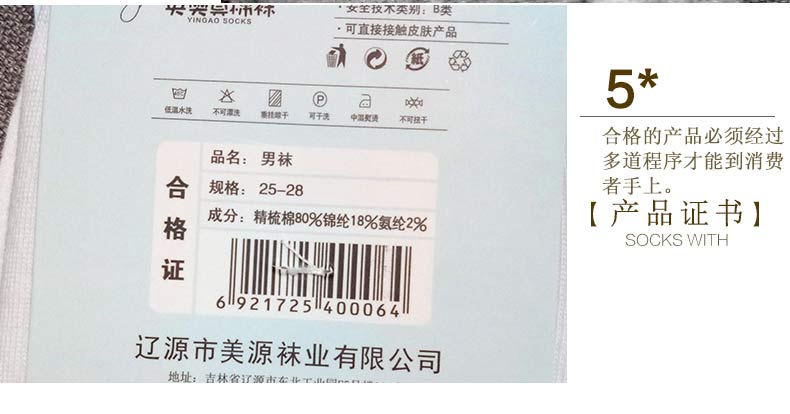 YINGAO SOCKS
·安全技术类别：B类
·可直接接触皮肤产品
紙
低温水洗
不可漂洗
悬挂晾干
P
可干洗
中温熨烫
不可扭干
合格证
品名：男袜
规格：25-28
成分：精梳棉80%锦纶18%氨纶2%
6 921725 400064
辽源市美源袜业有限公司
地址：吉林省辽源市东北工业园
5*
合格的产品必须经过
多道程序才能到消费
者手上。
【产品证书】
SOCKS WITH